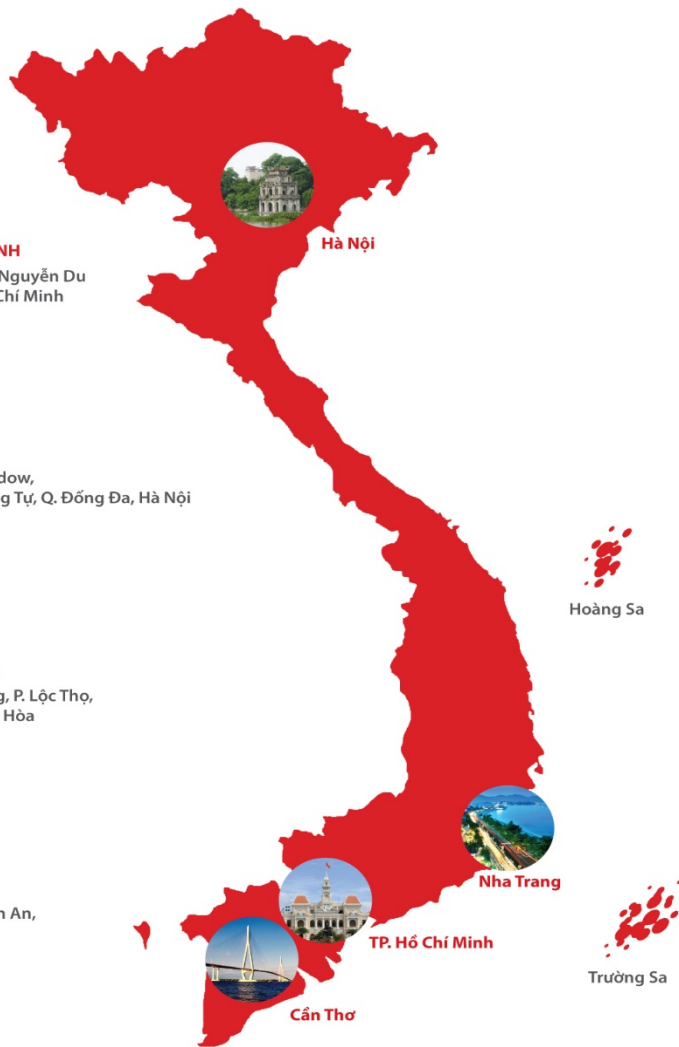 Hà Nội
NH
Nguyễn Du
Chí Minh
dow,
g Tự, Q. Đống Đa, Hà Nội
Hoàng Sa
g, P. Lộc Thọ,
Hòa
Nha Trang
n An,
TP. Hồ Chí Minh
Trường Sa
Cần Thơ